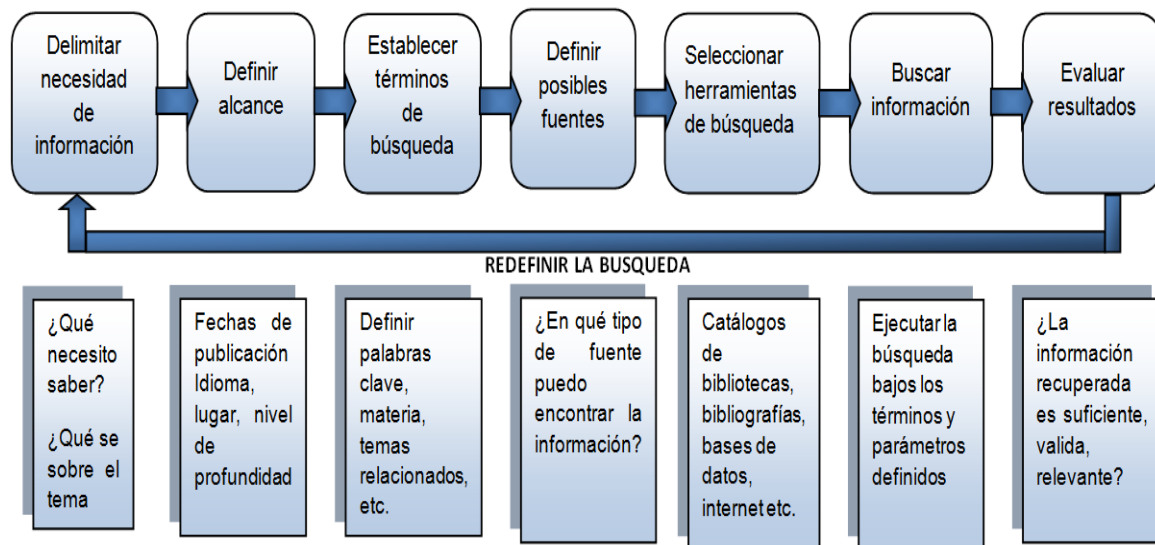 Delimitar
necesidad
de
información
Definir
alcance
Establecer
términos
de
búsqueda
Definir
posibles
fuentes
Seleccionar
herramientas
de búsqueda
Buscar
información
Evaluar
resultados
REDEFINIR LA BUSQUEDA
¿Qué
necesito
saber?
¿Qué se
sobre el
tema
Fechas de
publicación
Idioma,
lugar, nivel
de
profundidad
Definir
palabras
clave,
materia,
temas
relacionados,
etc.
¿En qué tipo
de fuente
puedo
encontrar la
información?
Catálogos
de
bibliotecas,
bibliografías,
bases de
datos,
internet etc.
Ejecutar la
búsqueda
bajos los
términos y
parámetros
definidos
¿La
información
recuperada
es suficiente,
valida,
relevante?